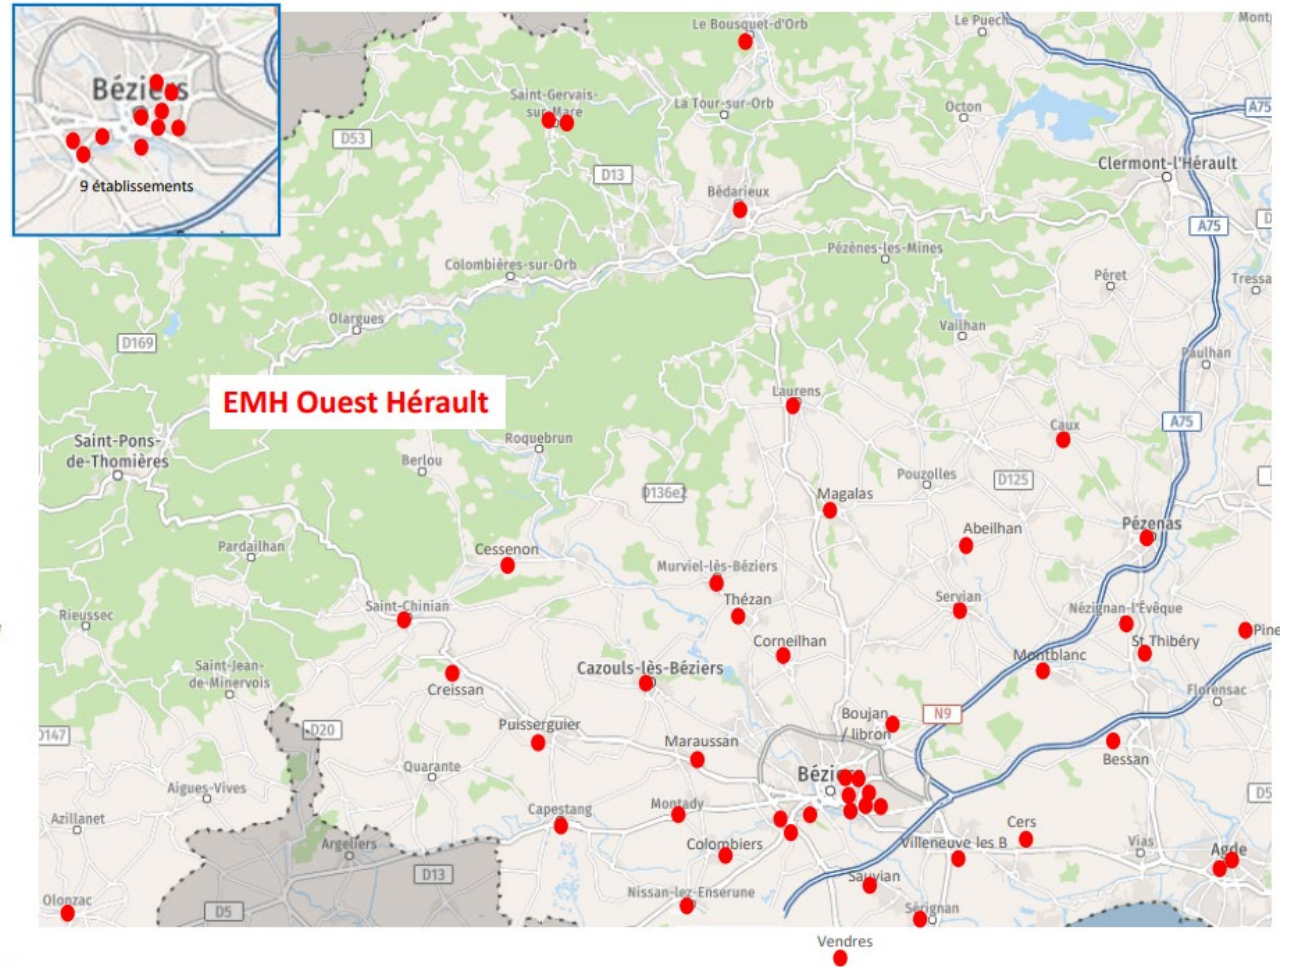 Béziers
9 établissements
Le Bousquet-d'Orb
Le Puech
Saint-Gervais-
sur-Mare
La Tour-sur-Orb
Octon
A75
D53
D13
Clermont-l'Hérault
Bédarieux
A75
Pézènes-les-Mines
Colombières-sur-Orb
Péret
Olargues
Vailhan
D169
Paulhan
EMH Ouest Hérault
Laurens
A75
Caux
Saint-Pons-
de-Thomières
Roquebrun
Berlou
Pouzolles
D125
D136e2
Magalas
Pézenas
Abeilhan
Pardailhan
Cessenon
Murviel-lès-Béziers
Thézan
Servian
Nézignan-l'Évêque
Saint-Chinian
Rieussec
Pine
St Thibéry
Corneilhan
Montblanc
Saint-Jean-
de-Minervois
Cazouls-lès-Béziers
Creissan
Florensac
Boujan
/ libron
N9
D147
D20
Puisserguier
Maraussan
Bessan
Quarante
Béziers
Aigues-Vives
Capestang
Montady
Azillanet
Cers
Argeliers
Colombiers
Villeneuve les B
Vias
Agde
D13
Sauvian
Nissan-lez-Enserune
Olonzac
D5
Sérignan
Vendres